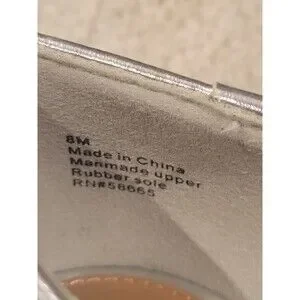 8M
Made in China
Manmade upper
Rubber sole
RN#58665